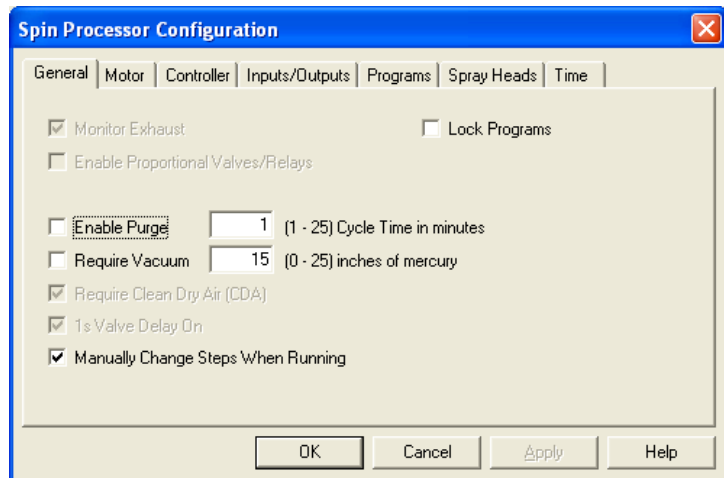 Spin Processor Configuration
General Motor Controller Inputs/Outputs Programs Spray Heads Time
Monitor Exhaust Lock Programs
Enable Proportional Valves/Relays
Enable Purge 1 (1 - 25) Cycle Time in minutes
Require Vacuum 15 (0 - 25) inches of mercury
Require Clean Dry Air (CDA)
1s Valve Delay On
Manually Change Steps When Running
OK Cancel Apply Help